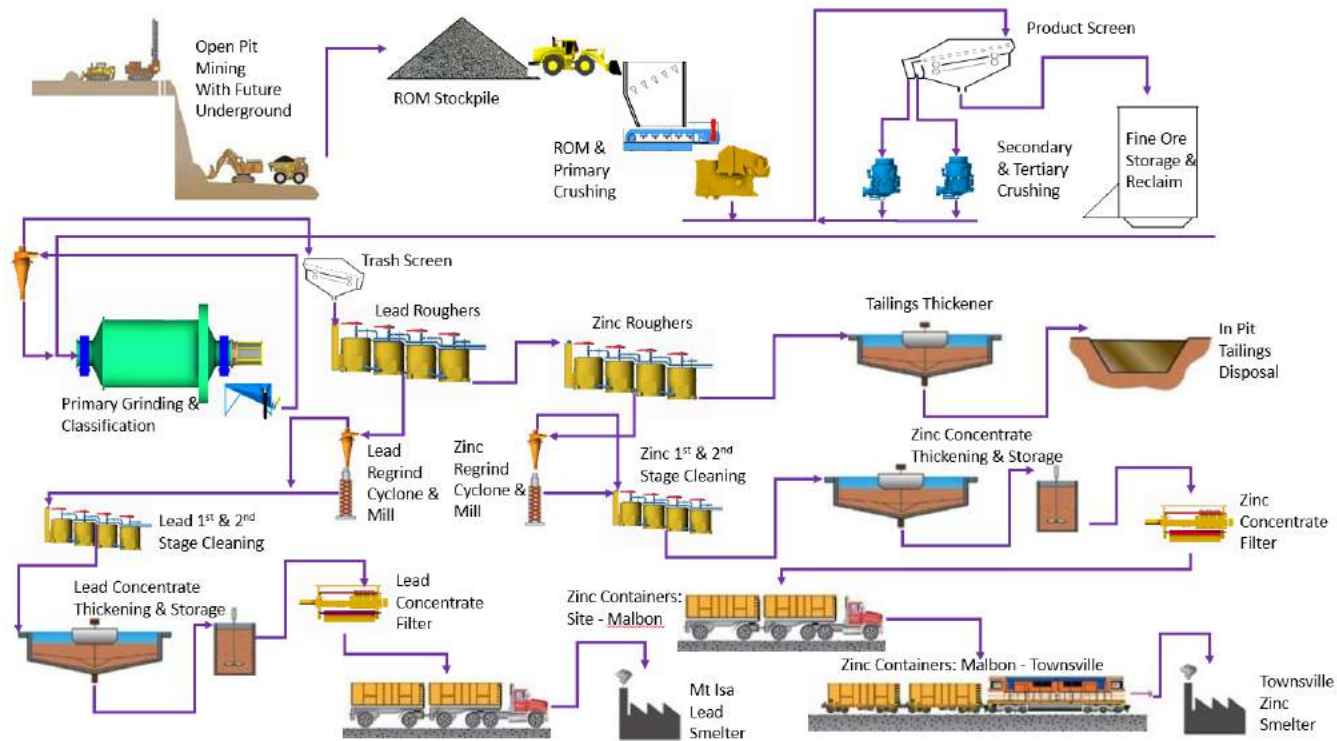 Open Pit
Mining
With Future
Underground
ROM Stockpile
ROM &
Primary
Crushing
Product Screen
Secondary
& Tertiary
Crushing
Fine Ore
Storage &
Reclaim
Trash Screen
Lead Roughers
Zinc Roughers
Tailings Thickener
In Pit
Tailings
Disposal
Primary Grinding &
Classification
Lead
Regrind
Cyclone &
Mill
Zinc
Regrind
Cyclone &
Mill
Zinc 1st & 2nd
Stage Cleaning
Zinc Concentrate
Thickening & Storage
Zinc
Concentrate
Filter
Lead 1st & 2nd
Stage Cleaning
Lead Concentrate
Thickening & Storage
Lead
Concentrate
Filter
Zinc Containers:
Site - Malbon
Zinc Containers: Malbon - Townsville
Mt Isa
Lead
Smelter
Townsville
Zinc
Smelter